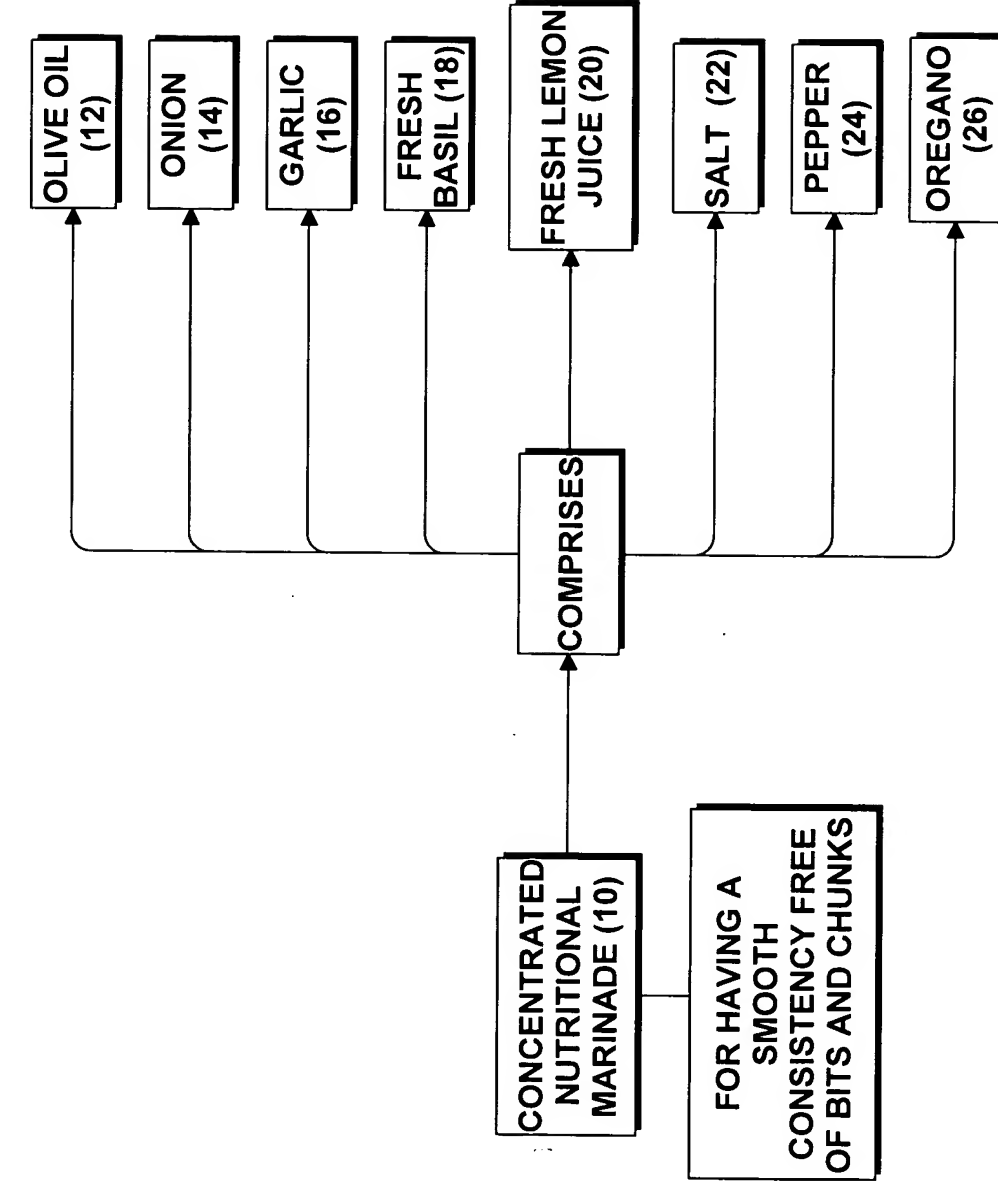 CONCENTRATED
NUTRITIONAL
MARINADE (10)
FOR HAVING A
SMOOTH
CONSISTENCY FREE
OF BITS AND CHUNKS
COMPRISES
OLIVE OIL
(12)
ONION
(14)
GARLIC
(16)
FRESH
BASIL (18)
FRESH LEMON
JUICE (20)
SALT (22)
PEPPER
(24)
OREGANO
(26)